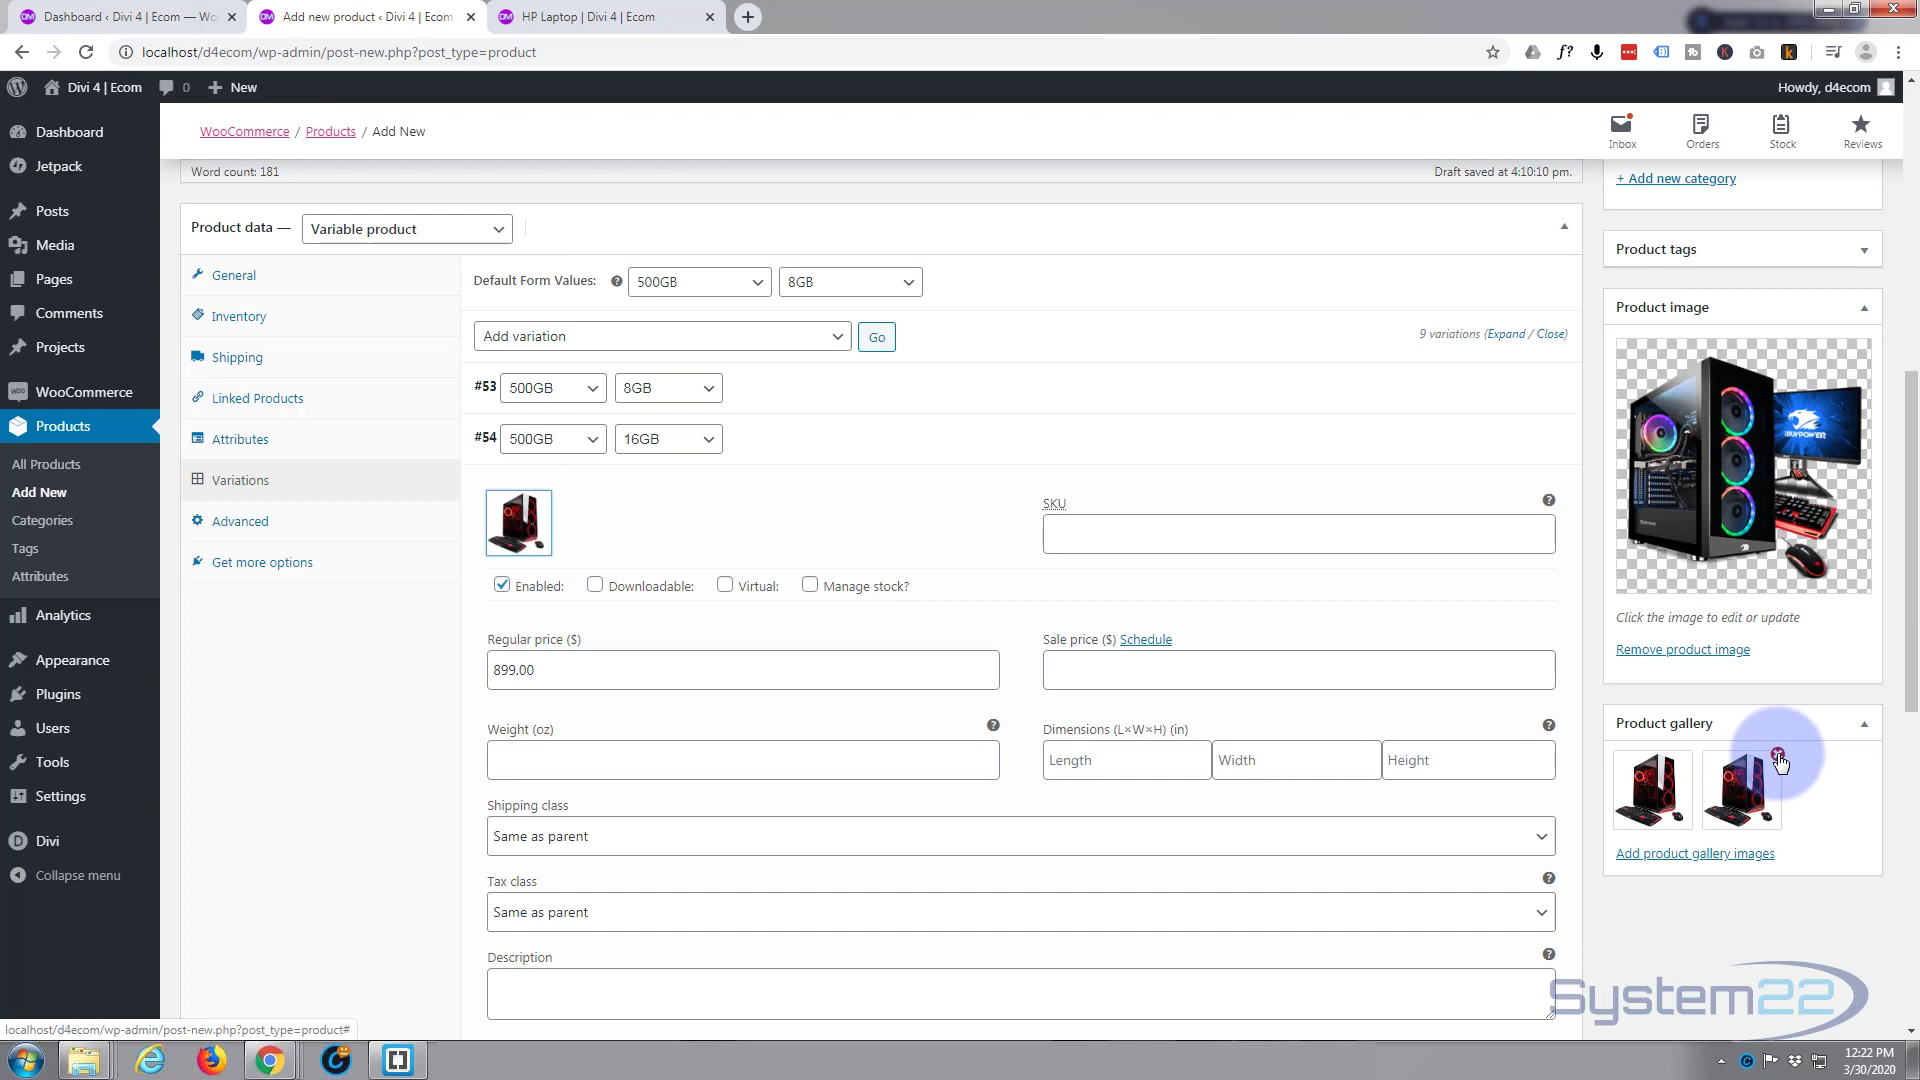 Dashboard ‹ Divi 4 | Ecom — Wo
Add new product ‹ Divi 4 | Ecom
HP Laptop | Divi 4 | Ecom
localhost/d4ecom/wp-admin/post-new.php?post_type=product
Divi 4 | Ecom
0
New
Howdy, d4ecom
Dashboard
Jetpack
Posts
Media
Pages
Comments
Projects
WooCommerce
Products
All Products
Add New
Categories
Tags
Attributes
Analytics
Appearance
Plugins
Users
Tools
Settings
Divi
Collapse menu
WooCommerce / Products / Add New
Inbox
Orders
Stock
Reviews
Word count: 181
Draft saved at 4:10:10 pm.
Product data —
Variable product
General
Inventory
Shipping
Linked Products
Attributes
Variations
Advanced
Get more options
Default Form Values:
500GB
8GB
Add variation
Go
9 variations (Expand / Close)
#53 500GB 8GB
#54 500GB 16GB
SKU
Enabled: Downloadable: Virtual: Manage stock?
Regular price ($)
899.00
Sale price ($) Schedule
Weight (oz)
Dimensions (L×W×H) (in)
Length
Width
Height
Shipping class
Same as parent
Tax class
Same as parent
Description
+ Add new category
Product tags
Product image
iBUYPOWER
Click the image to edit or update
Remove product image
Product gallery
Add product gallery images
System22
localhost/d4ecom/wp-admin/post-new.php?post_type=product#
12:22 PM
3/30/2020